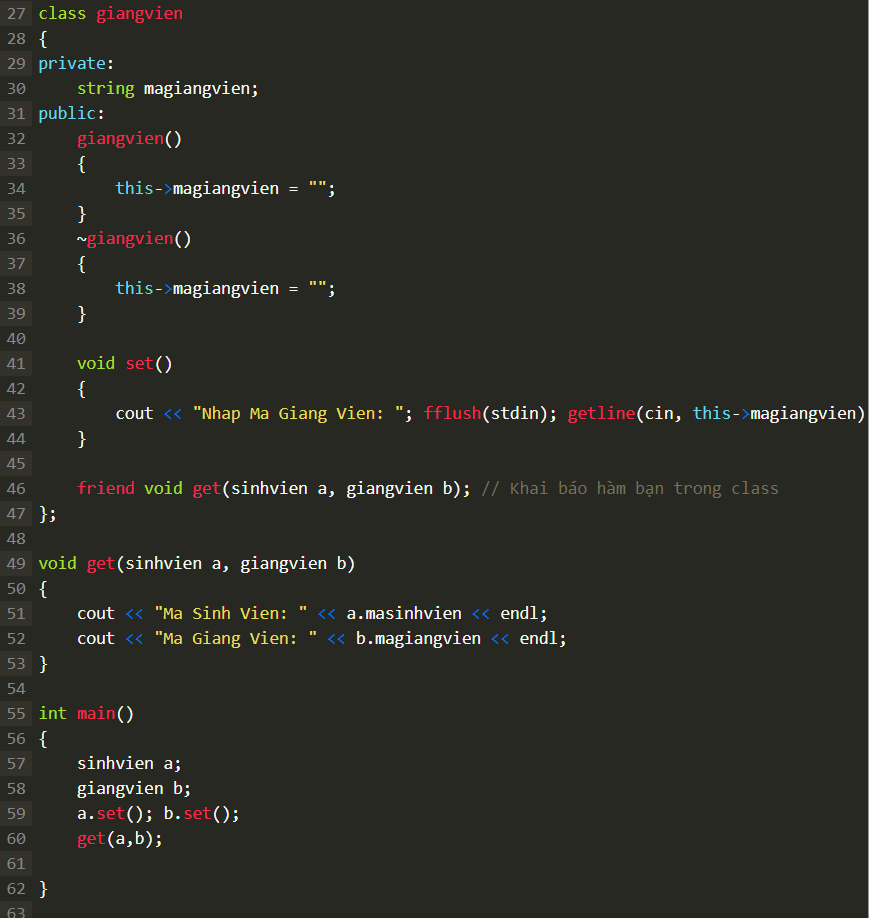 27 class giangvien
28 {
29 private:
30     string magiangvien;
31 public:
32     giangvien()
33     {
34         this->magiangvien = "";
35     }
36     ~giangvien()
37     {
38         this->magiangvien = "";
39     }
40
41     void set()
42     {
43         cout << "Nhap Ma Giang Vien: "; fflush(stdin); getline(cin, this->magiangvien)
44     }
45
46     friend void get(sinhvien a, giangvien b); // Khai báo hàm bạn trong class
47 };
48
49 void get(sinhvien a, giangvien b)
50 {
51     cout << "Ma Sinh Vien: " << a.masinhvien << endl;
52     cout << "Ma Giang Vien: " << b.magiangvien << endl;
53 }
54
55 int main()
56 {
57     sinhvien a;
58     giangvien b;
59     a.set(); b.set();
60     get(a,b);
61
62 }
63